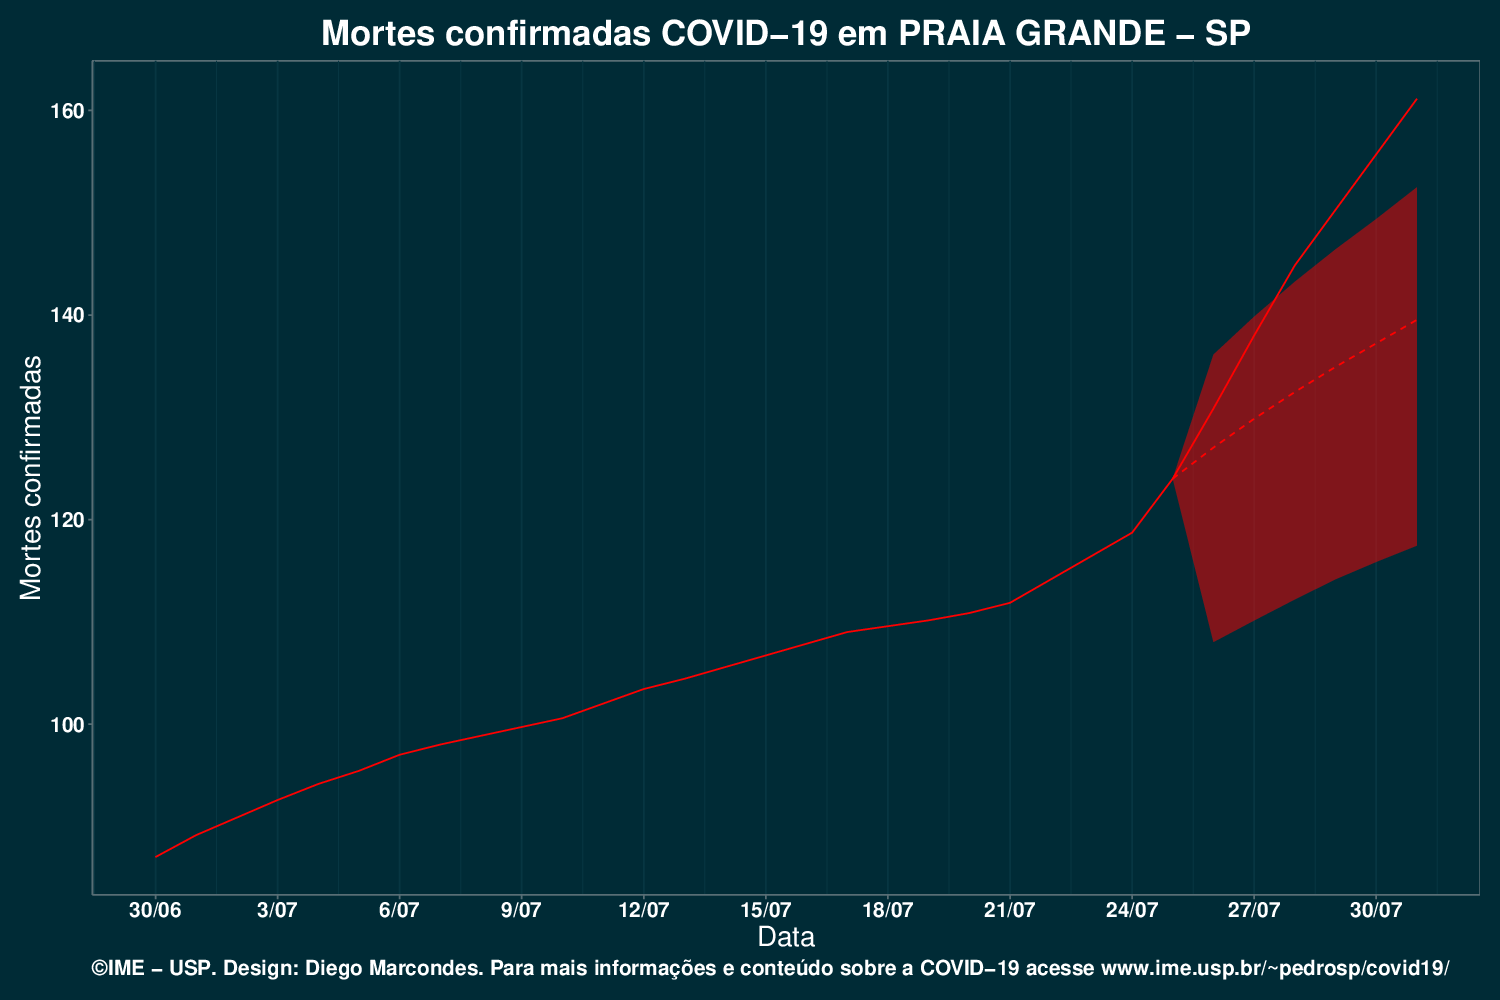 Mortes confirmadas COVID−19 em PRAIA GRANDE − SP
160
140
120
100
Mortes confirmadas
30/06 3/07 6/07 9/07 12/07 15/07 18/07 21/07 24/07 27/07 30/07
Data
©IME − USP. Design: Diego Marcondes. Para mais informações e conteúdo sobre a COVID−19 acesse www.ime.usp.br/~pedrosp/covid19/